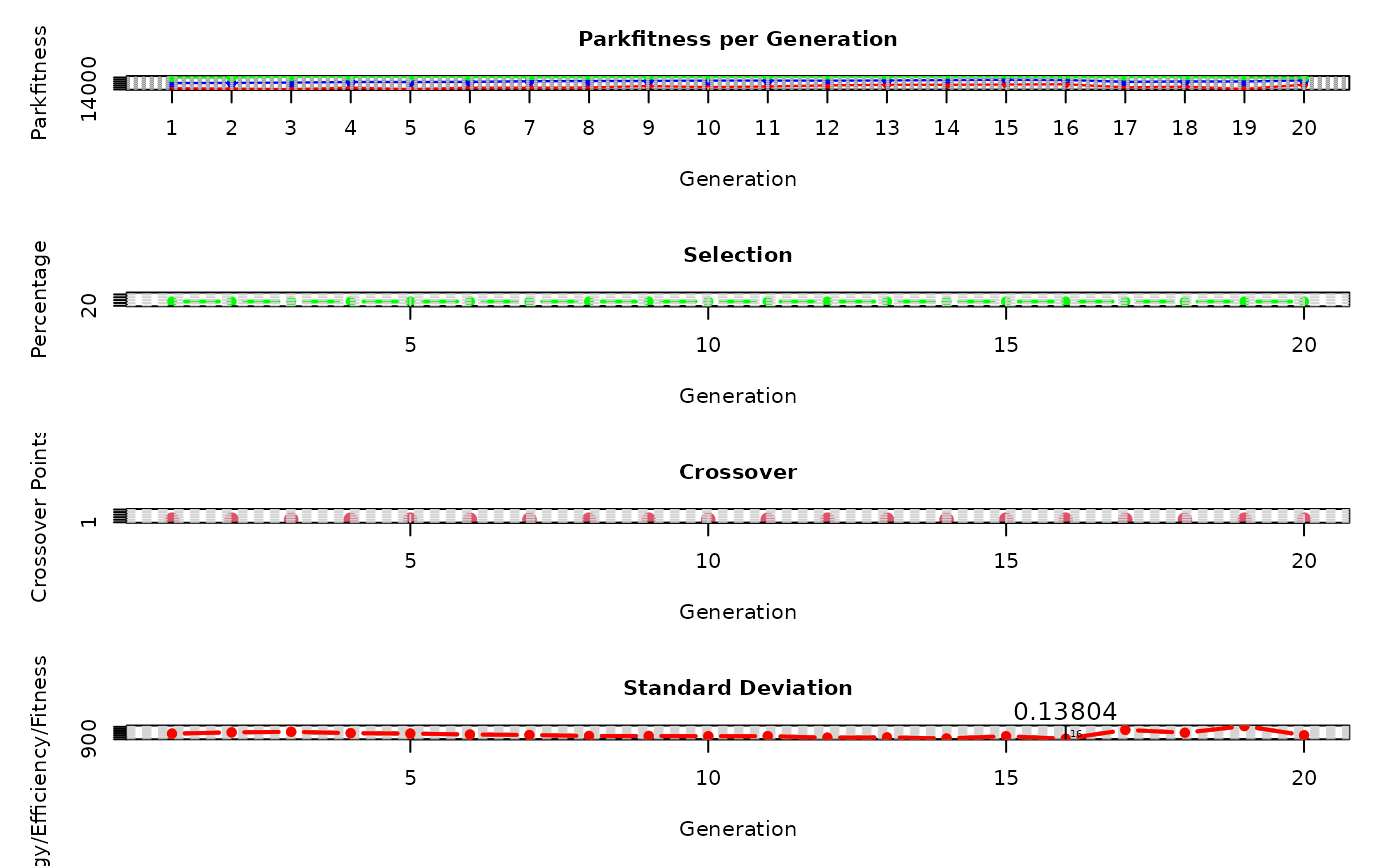 Parkfitness per Generation
Parkfitness
14000
1 2 3 4 5 6 7 8 9 10 11 12 13 14 15 16 17 18 19 20
Generation
Selection
Percentage
20
5 10 15 20
Generation
Crossover
Crossover Points
1
5 10 15 20
Generation
Standard Deviation
gy/Efficiency/Fitness
900
0.13804
16
5 10 15 20
Generation